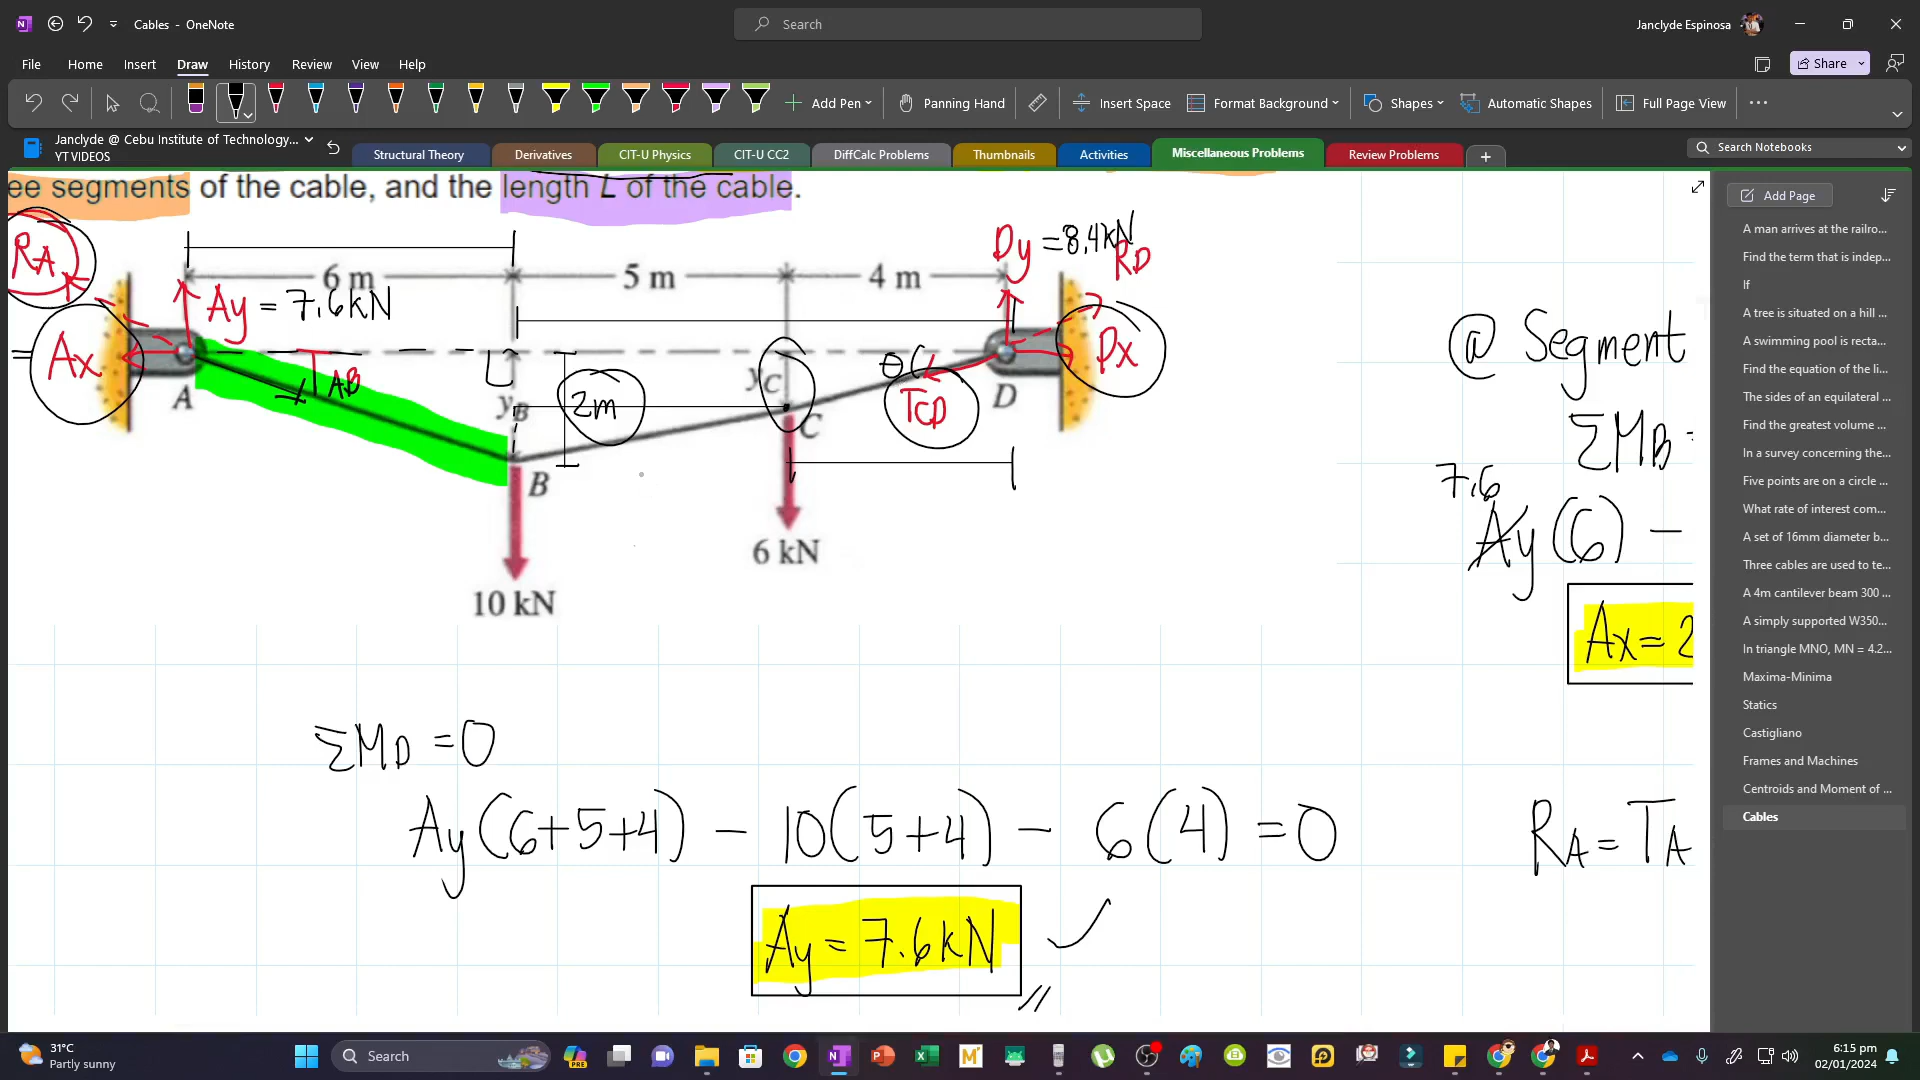 Cables - OneNote
Search
Janclyde Espinosa
File Home Insert Draw History Review View Help
Share
Add Pen
Panning Hand
Insert Space
Format Background
Shapes
Automatic Shapes
Full Page View
Janclyde @ Cebu Institute of Technology...
YT VIDEOS
Structural Theory
Derivatives
CIT-U Physics
CIT-U CC2
DiffCalc Problems
Thumbnails
Activities
Miscellaneous Problems
Review Problems
+
Search Notebooks
ee segments of the cable, and the length L of the cable.
RA
6 m
5 m
4 m
Dy = 8.4kN
RD
Ay = 7.6kN
= Ax
TAB
A
yB
2m
yC
C
θ
TCD
D
B
6 kN
10 kN
@ Segment
ΣMB =
7.6
Ay(6) -
Ax = 2
ΣMD = 0
Ay(6+5+4) - 10(5+4) - 6(4) = 0
Ay = 7.6kN
RA = TA
Add Page
A man arrives at the railro...
Find the term that is indep...
If
A tree is situated on a hill ...
A swimming pool is recta...
Find the equation of the li...
The sides of an equilateral ...
Find the greatest volume ...
In a survey concerning the...
Five points are on a circle ...
What rate of interest com...
A set of 16mm diameter b...
Three cables are used to te...
A 4m cantilever beam 300 ...
A simply supported W350...
In triangle MNO, MN = 4.2...
Maxima-Minima
Statics
Castigliano
Frames and Machines
Centroids and Moment of ...
Cables
31°C
Partly sunny
Search
6:15 pm
02/01/2024